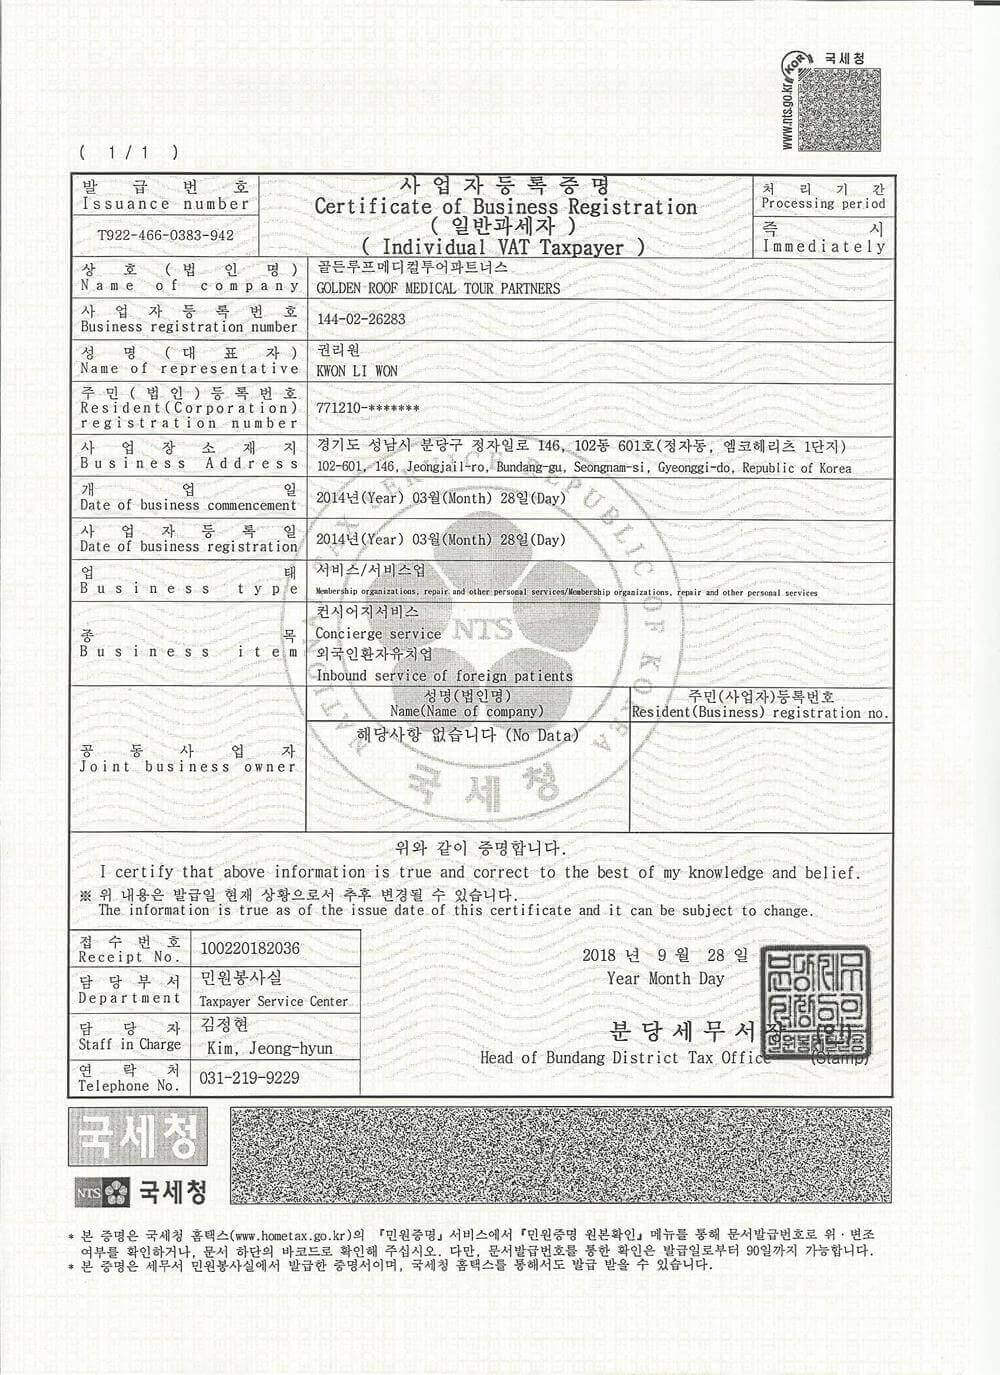 KOR 국세청
www.nts.go.kr
( 1/1 )
발급번호
Issuance number
T922-466-0383-942
사업자등록증명
Certificate of Business Registration
( 일반과세자 )
( Individual VAT Taxpayer )
처리기간
Processing period
즉시
Immediately
상호(법인명)
Name of company
골든루프메디컬투어파트너스
GOLDEN ROOF MEDICAL TOUR PARTNERS
사업자등록번호
Business registration number
144-02-26283
성명(대표자)
Name of representative
권리원
KWON LI WON
주민(법인)등록번호
Resident(Corporation)
registration number
771210-*******
사업장소재지
Business Address
경기도 성남시 분당구 정자일로 146, 102동 601호(정자동, 엠코헤리츠 1단지)
102-601, 146, Jeongjail-ro, Bundang-gu, Seongnam-si, Gyeonggi-do, Republic of Korea
개업일
Date of business commencement
2014년(Year) 03월(Month) 28일(Day)
사업자등록일
Date of business registration
2014년(Year) 03월(Month) 28일(Day)
업태
Business type
서비스/서비스업
Membership organizations, repair and other personal services/Membership organizations, repair and other personal services
종목
Business item
컨시어지서비스
Concierge service
외국인환자유치업
Inbound service of foreign patients
공동사업자
Joint business owner
성명(법인명)
Name(Name of company)
주민(사업자)등록번호
Resident(Business) registration no.
해당사항 없습니다 (No Data)
NATIONAL TAX SERVICE REPUBLIC OF KOREA
NTS
국세청
위와 같이 증명합니다.
I certify that above information is true and correct to the best of my knowledge and belief.
※ 위 내용은 발급일 현재 상황으로서 추후 변경될 수 있습니다.
The information is true as of the issue date of this certificate and it can be subject to change.
접수번호
Receipt No.
100220182036
담당부서
Department
민원봉사실
Taxpayer Service Center
담당자
Staff in Charge
김정현
Kim, Jeong-hyun
연락처
Telephone No.
031-219-9229
2018 년 9 월 28 일
Year Month Day
분당세무서장 (인)
Head of Bundang District Tax Office (Stamp)
국세청
NTS 국세청
* 본 증명은 국세청 홈택스(www.hometax.go.kr)의 『민원증명』 서비스에서 『민원증명 원본확인』 메뉴를 통해 문서발급번호로 위·변조
여부를 확인하거나, 문서 하단의 바코드로 확인해 주십시오. 다만, 문서발급번호를 통한 확인은 발급일로부터 90일까지 가능합니다.
* 본 증명은 세무서 민원봉사실에서 발급한 증명서이며, 국세청 홈택스를 통해서도 발급 받을 수 있습니다.